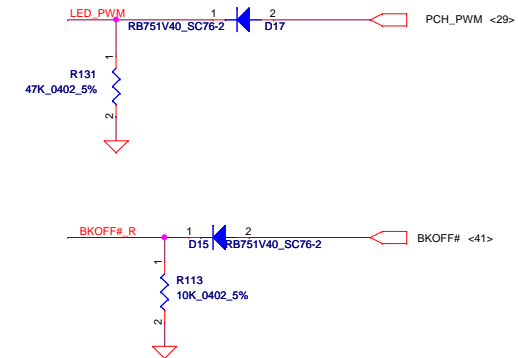 LED_PWM 1 2 PCH_PWM <29>
RB751V40_SC76-2 D17
1
R131
47K_0402_5%
2
BKOFF#_R 1 2 BKOFF# <41>
D15 RB751V40_SC76-2
1
R113
10K_0402_5%
2